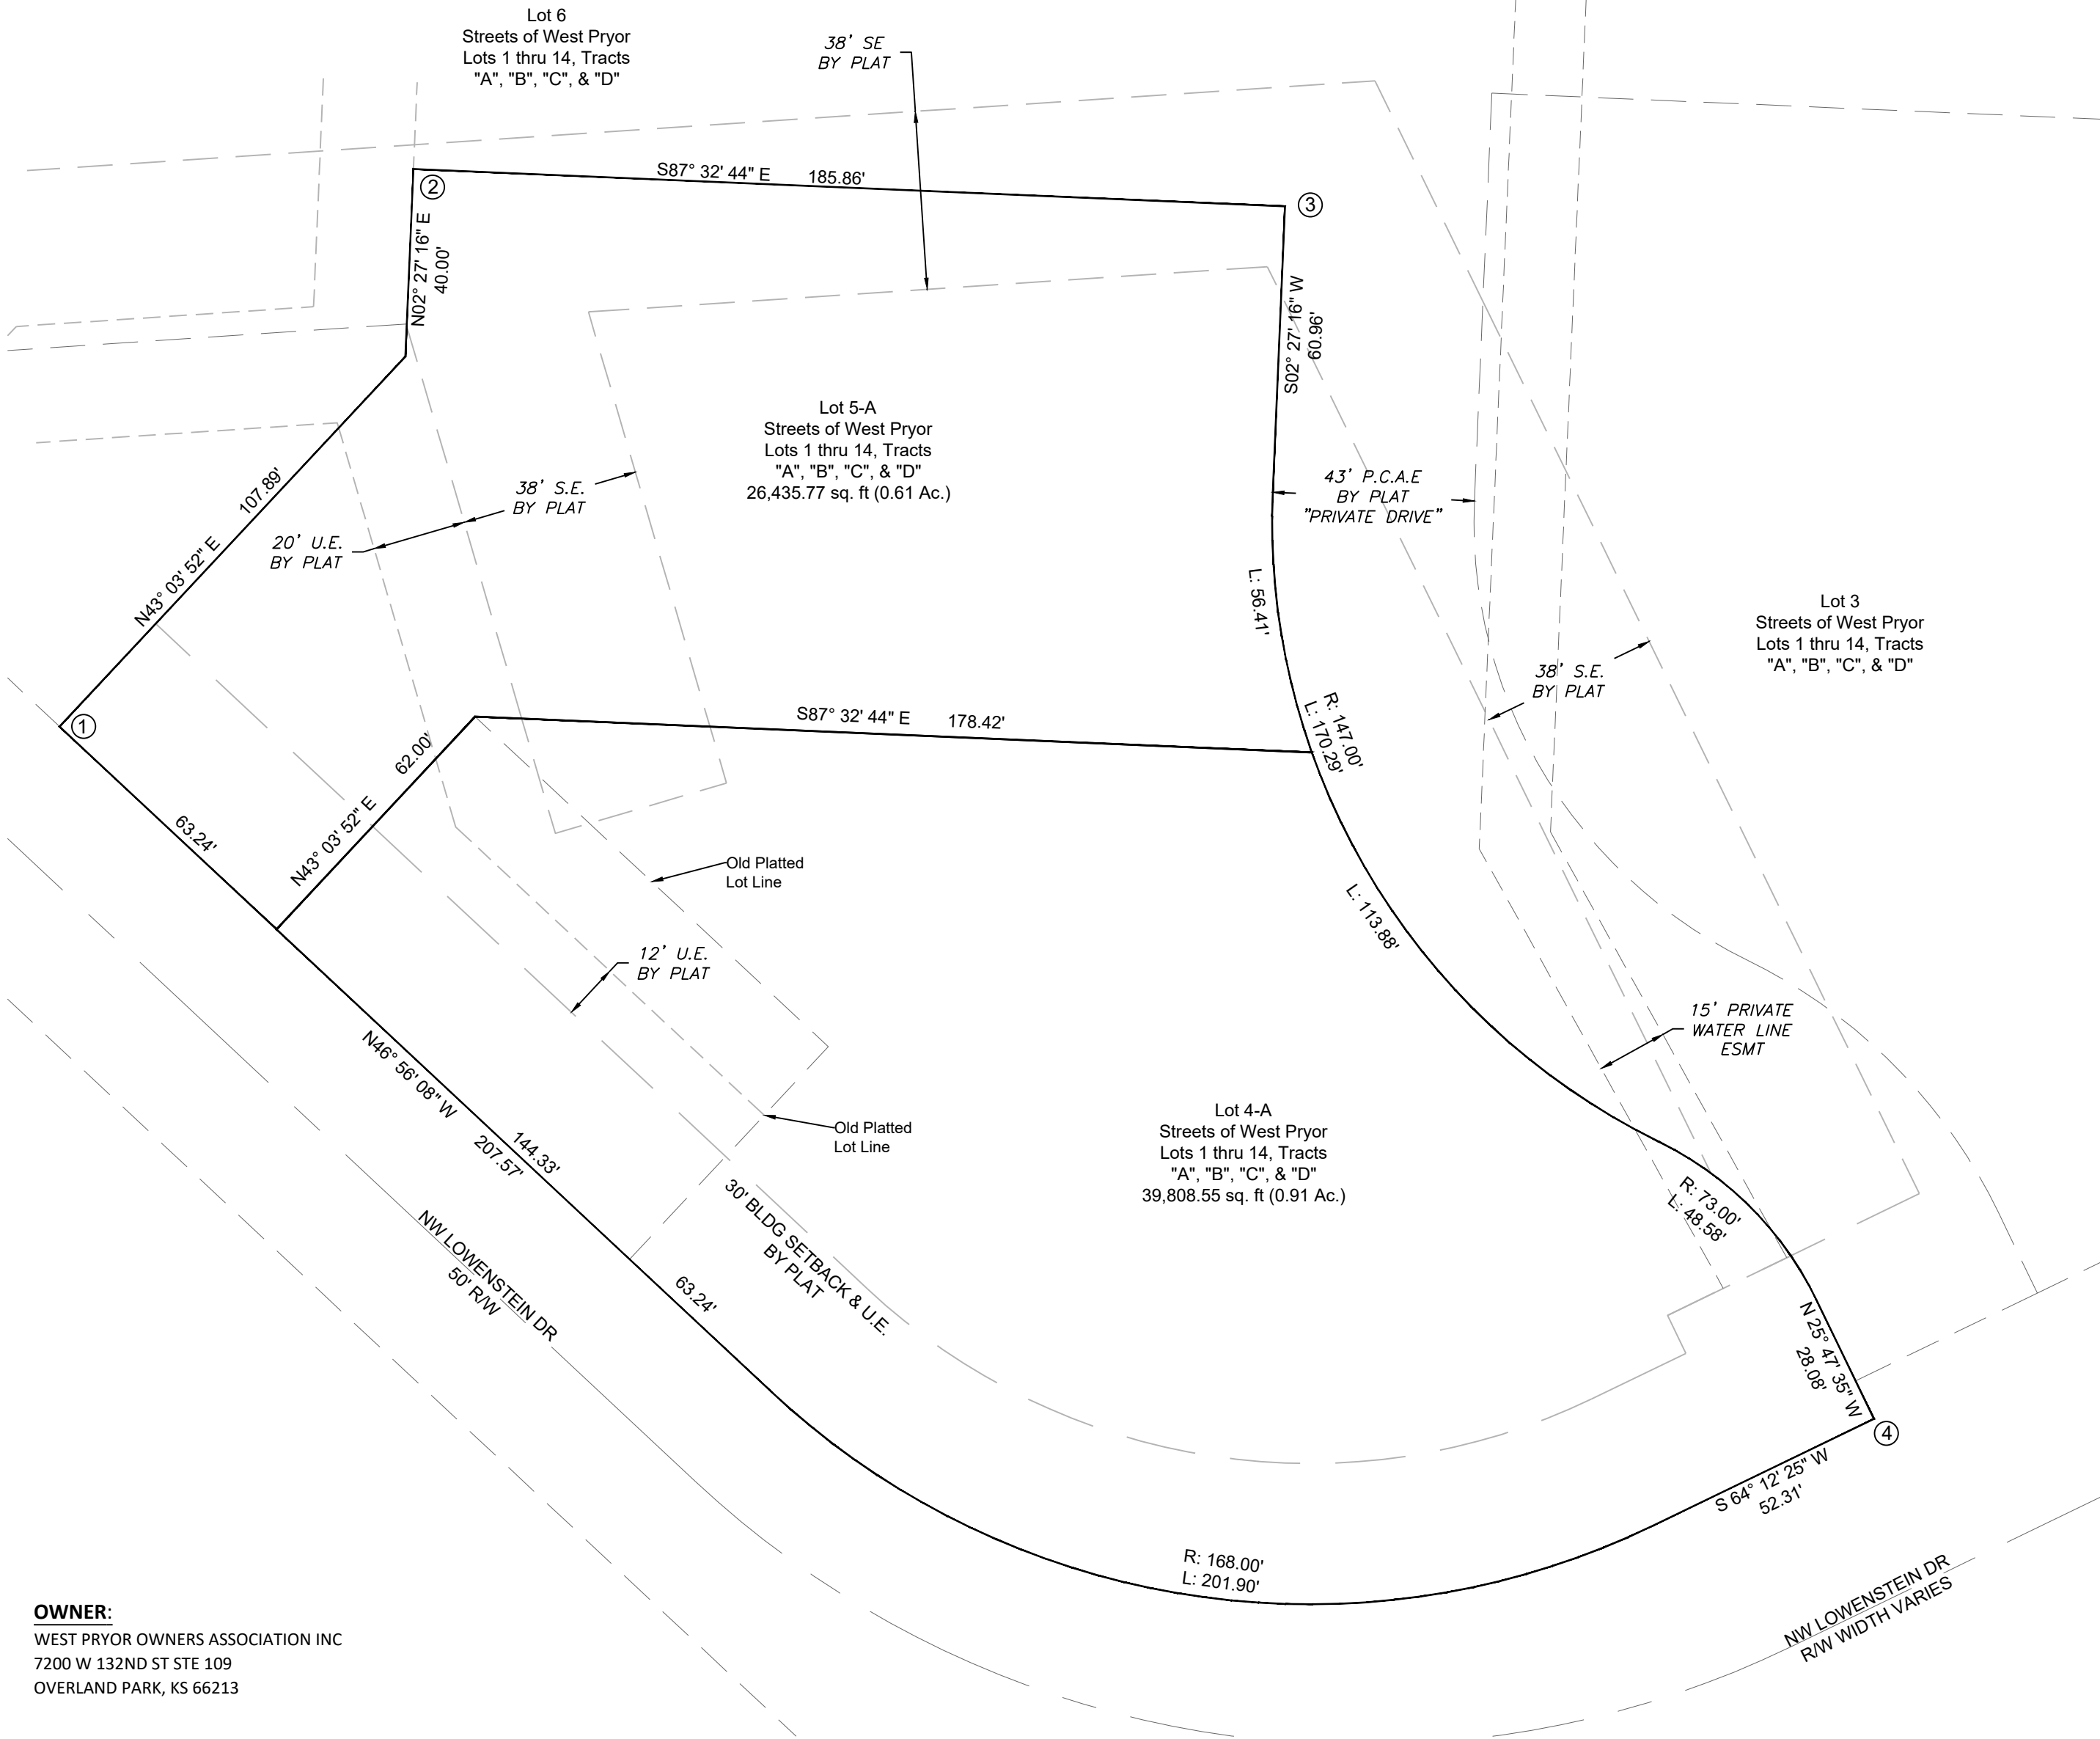 Lot 6
Streets of West Pryor
Lots 1 thru 14, Tracts
"A", "B", "C", & "D"
38' SE
BY PLAT
S87° 32' 44" E 185.86'
2
3
N02° 27' 16" E
40.00'
S02° 27' 16" W
60.96'
Lot 5-A
Streets of West Pryor
Lots 1 thru 14, Tracts
"A", "B", "C", & "D"
26,435.77 sq. ft (0.61 Ac.)
N43° 03' 52" E 107.89'
38' S.E.
BY PLAT
20' U.E.
BY PLAT
43' P.C.A.E
BY PLAT
"PRIVATE DRIVE"
L: 56.41'
Lot 3
Streets of West Pryor
Lots 1 thru 14, Tracts
"A", "B", "C", & "D"
38' S.E.
BY PLAT
1
S87° 32' 44" E 178.42'
R: 147.00'
L: 170.29'
N43° 03' 52" E 62.00'
63.24'
Old Platted
Lot Line
L: 113.88'
12' U.E.
BY PLAT
15' PRIVATE
WATER LINE
ESMT
N46° 56' 08" W 207.57'
144.33'
Old Platted
Lot Line
Lot 4-A
Streets of West Pryor
Lots 1 thru 14, Tracts
"A", "B", "C", & "D"
39,808.55 sq. ft (0.91 Ac.)
R: 73.00'
L: 48.58'
30' BLDG SETBACK & U.E.
BY PLAT
NW LOWENSTEIN DR
50' R/W
63.24'
N 25° 47' 35" W
28.08'
4
S 64° 12' 25" W
52.31'
R: 168.00'
L: 201.90'
NW LOWENSTEIN DR
R/W WIDTH VARIES
OWNER:
WEST PRYOR OWNERS ASSOCIATION INC
7200 W 132ND ST STE 109
OVERLAND PARK, KS 66213